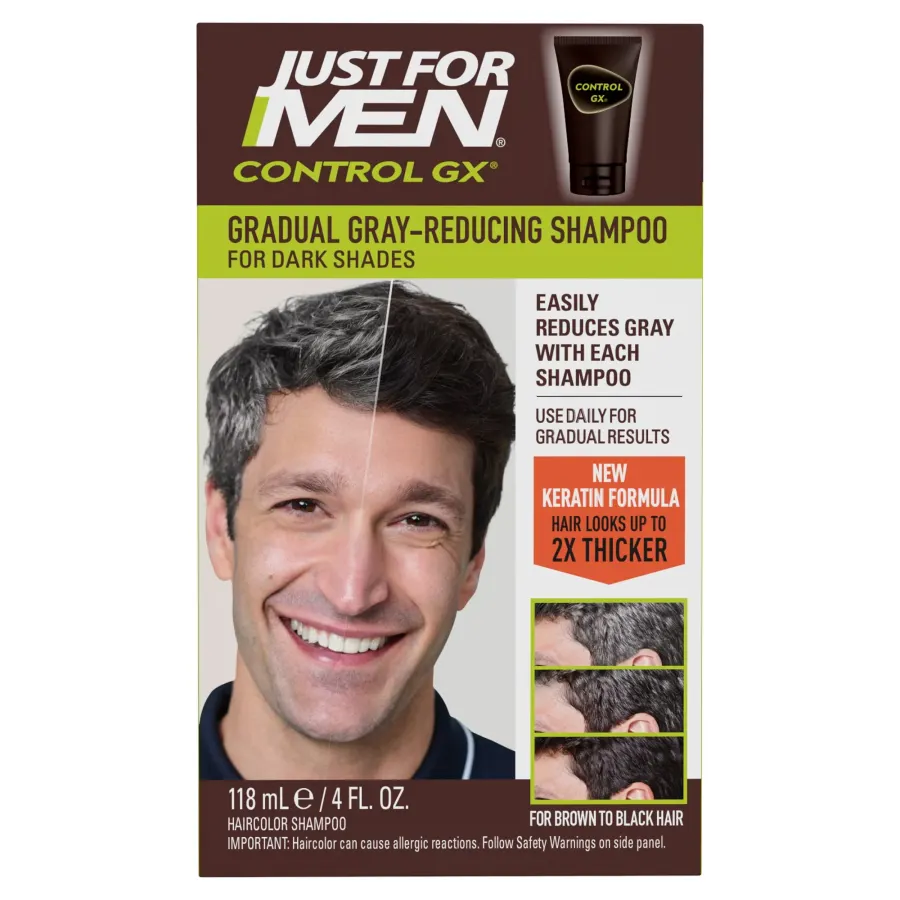 JUST FOR
MEN®
CONTROL GX®
CONTROL
GX®
GRADUAL GRAY-REDUCING SHAMPOO
FOR DARK SHADES
EASILY
REDUCES GRAY
WITH EACH
SHAMPOO
USE DAILY FOR
GRADUAL RESULTS
NEW
KERATIN FORMULA
HAIR LOOKS UP TO
2X THICKER
118 mL ℮ / 4 FL. OZ.
HAIRCOLOR SHAMPOO
FOR BROWN TO BLACK HAIR
IMPORTANT: Haircolor can cause allergic reactions. Follow Safety Warnings on side panel.